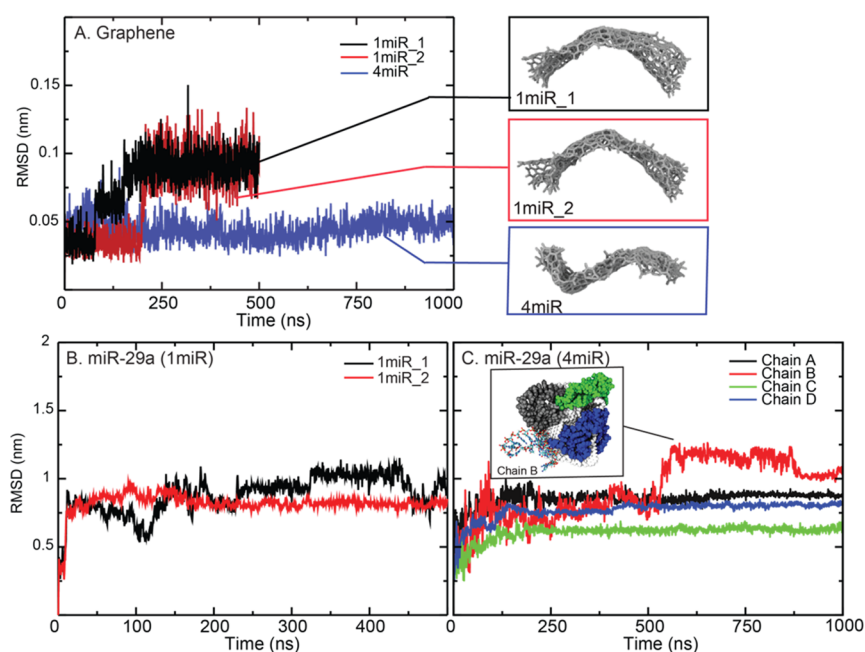 A. Graphene
1miR_1
1miR_2
4miR
0.15
0.1
0.05
RMSD (nm)
0
250
500
750
1000
Time (ns)
1miR_1
1miR_2
4miR
B. miR-29a (1miR)
1miR_1
1miR_2
2
1.5
1
0.5
RMSD (nm)
0
100
200
300
400
Time (ns)
C. miR-29a (4miR)
Chain A
Chain B
Chain C
Chain D
Chain B
0
250
500
750
1000
Time (ns)